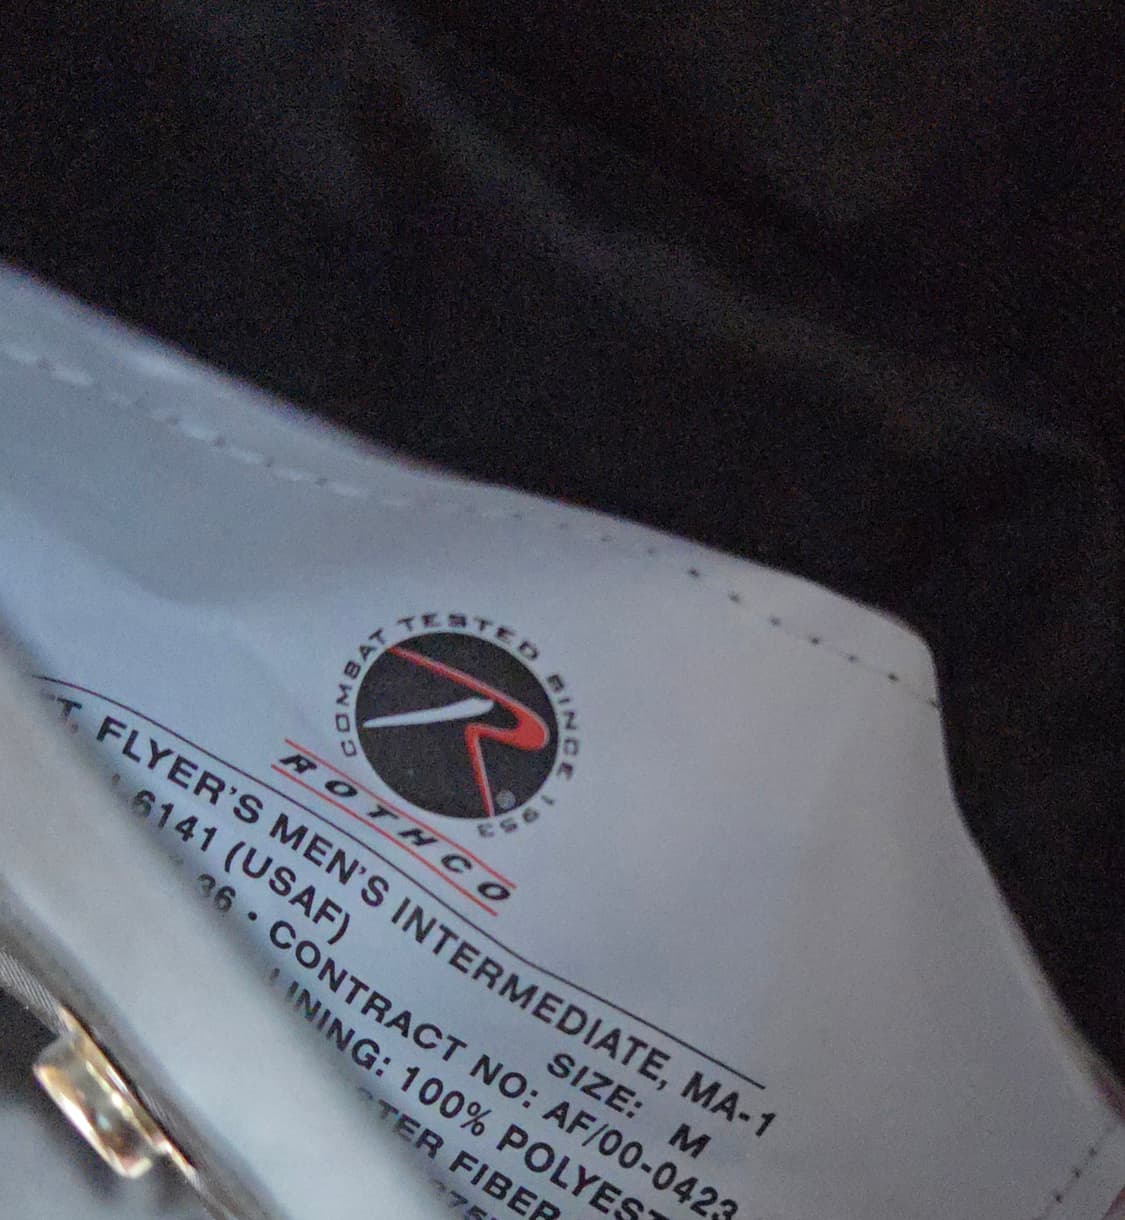 COMBAT TESTED SINCE 1953
®
ROTHCO
FLYER'S MEN'S INTERMEDIATE, MA-1
6141 (USAF) SIZE: M
36 • CONTRACT NO: AF/00-0423
LINING: 100%
FIBER